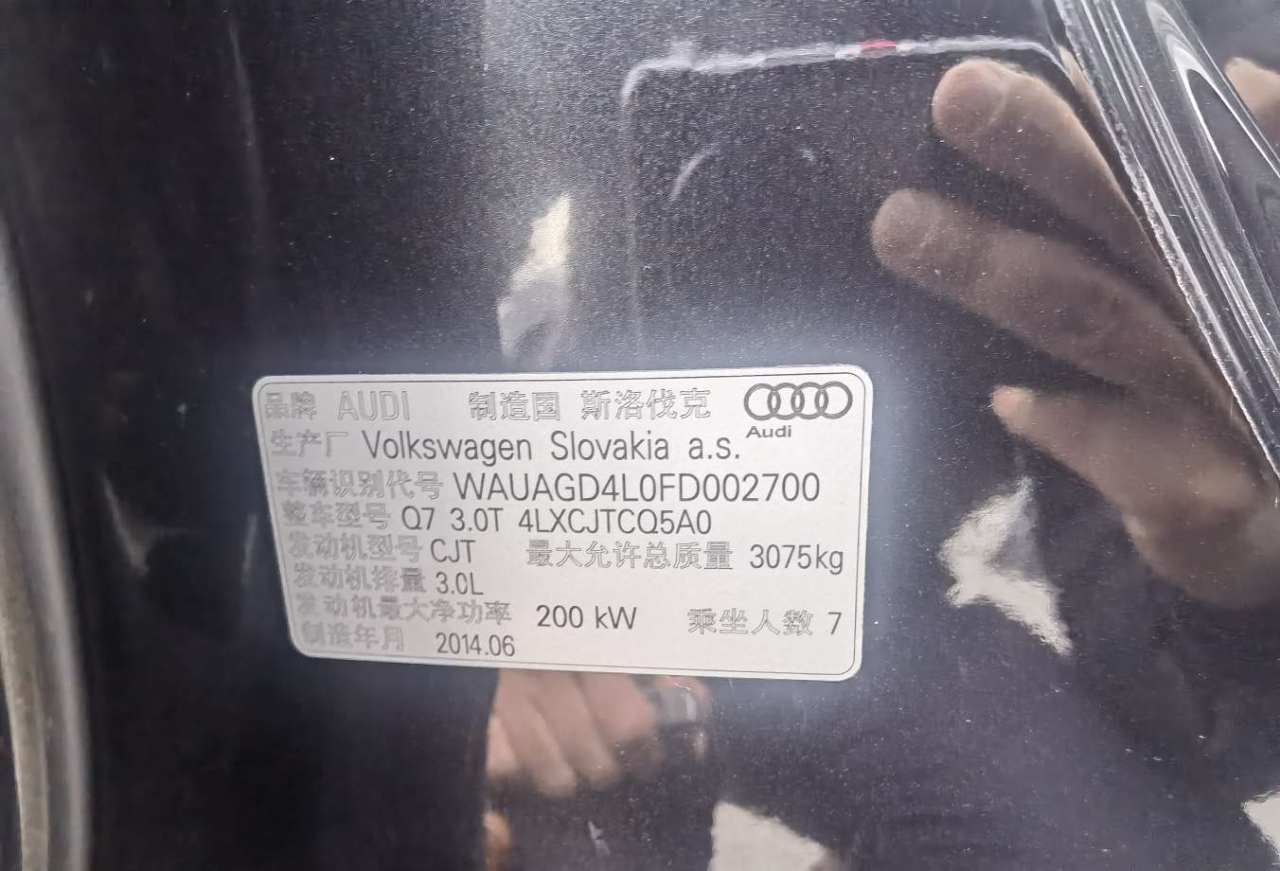 品牌 AUDI 制造国 斯洛伐克
Audi
生产厂 Volkswagen Slovakia a.s.
车辆识别代号 WAUAGD4L0FD002700
整车型号 Q7 3.0T 4LXCJTCQ5A0
发动机型号 CJT 最大允许总质量 3075kg
发动机排量 3.0L
发动机最大净功率 200 kW 乘坐人数 7
制造年月 2014.06